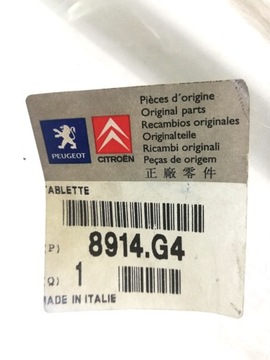 Pièces d'origine
Original parts
Recambios originales
Originalteile
Ricambi originali
Peças de origem
正廠零件
PEUGEOT
CITROËN
TABLETTE
(P) 8914.G4
(Q) 1
MADE IN ITALIE